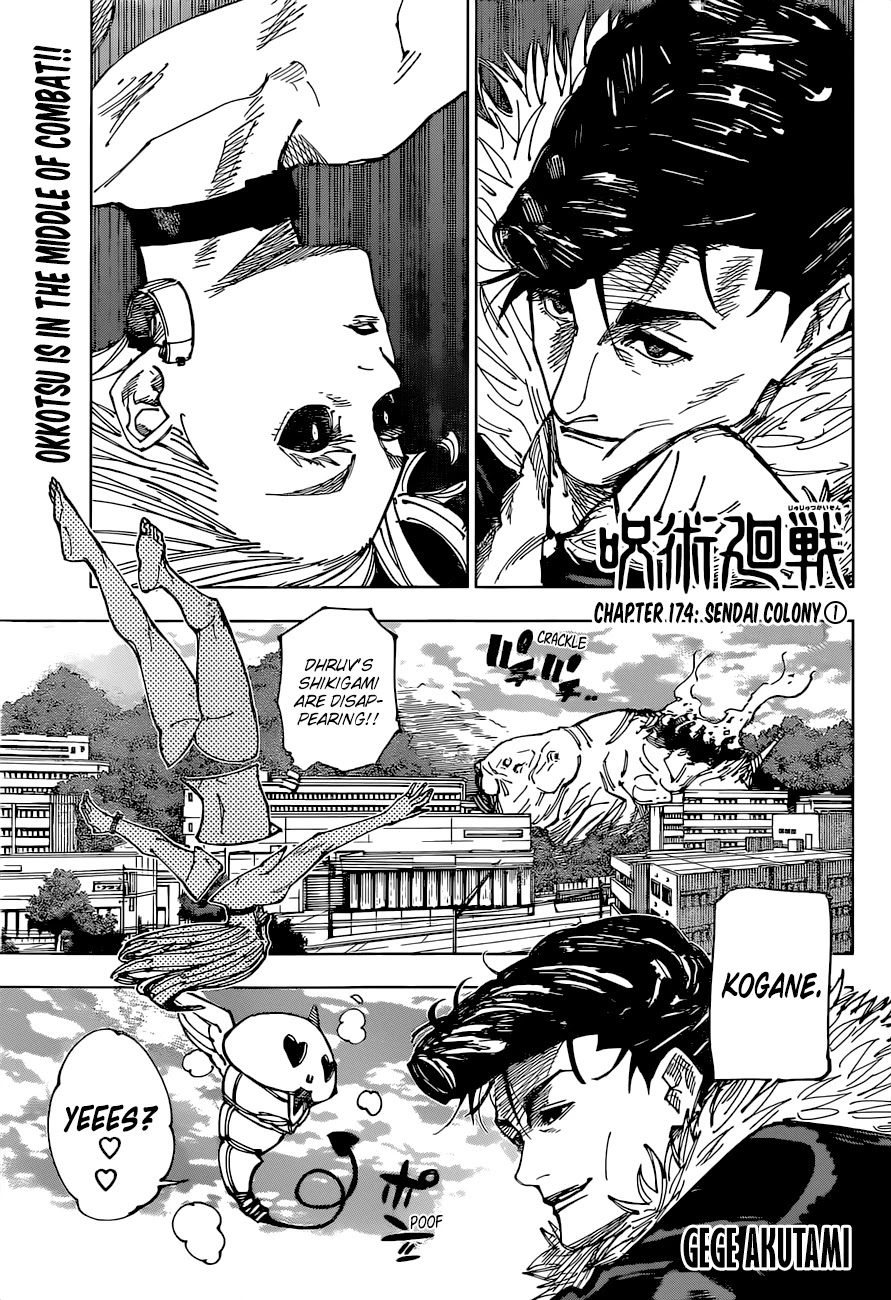 OKKOTSU IS IN THE MIDDLE OF COMBAT!!
じゅじゅつかいせん
呪術廻戦
CHAPTER 174: SENDAI COLONY ①
DHRUV'S
SHIKIGAMI
ARE DISAP-
PEARING!!
CRACKLE
パチ
パチ..
KOGANE.
YEEES?
♡
♡
ポンッ
POOF
GEGE AKUTAMI